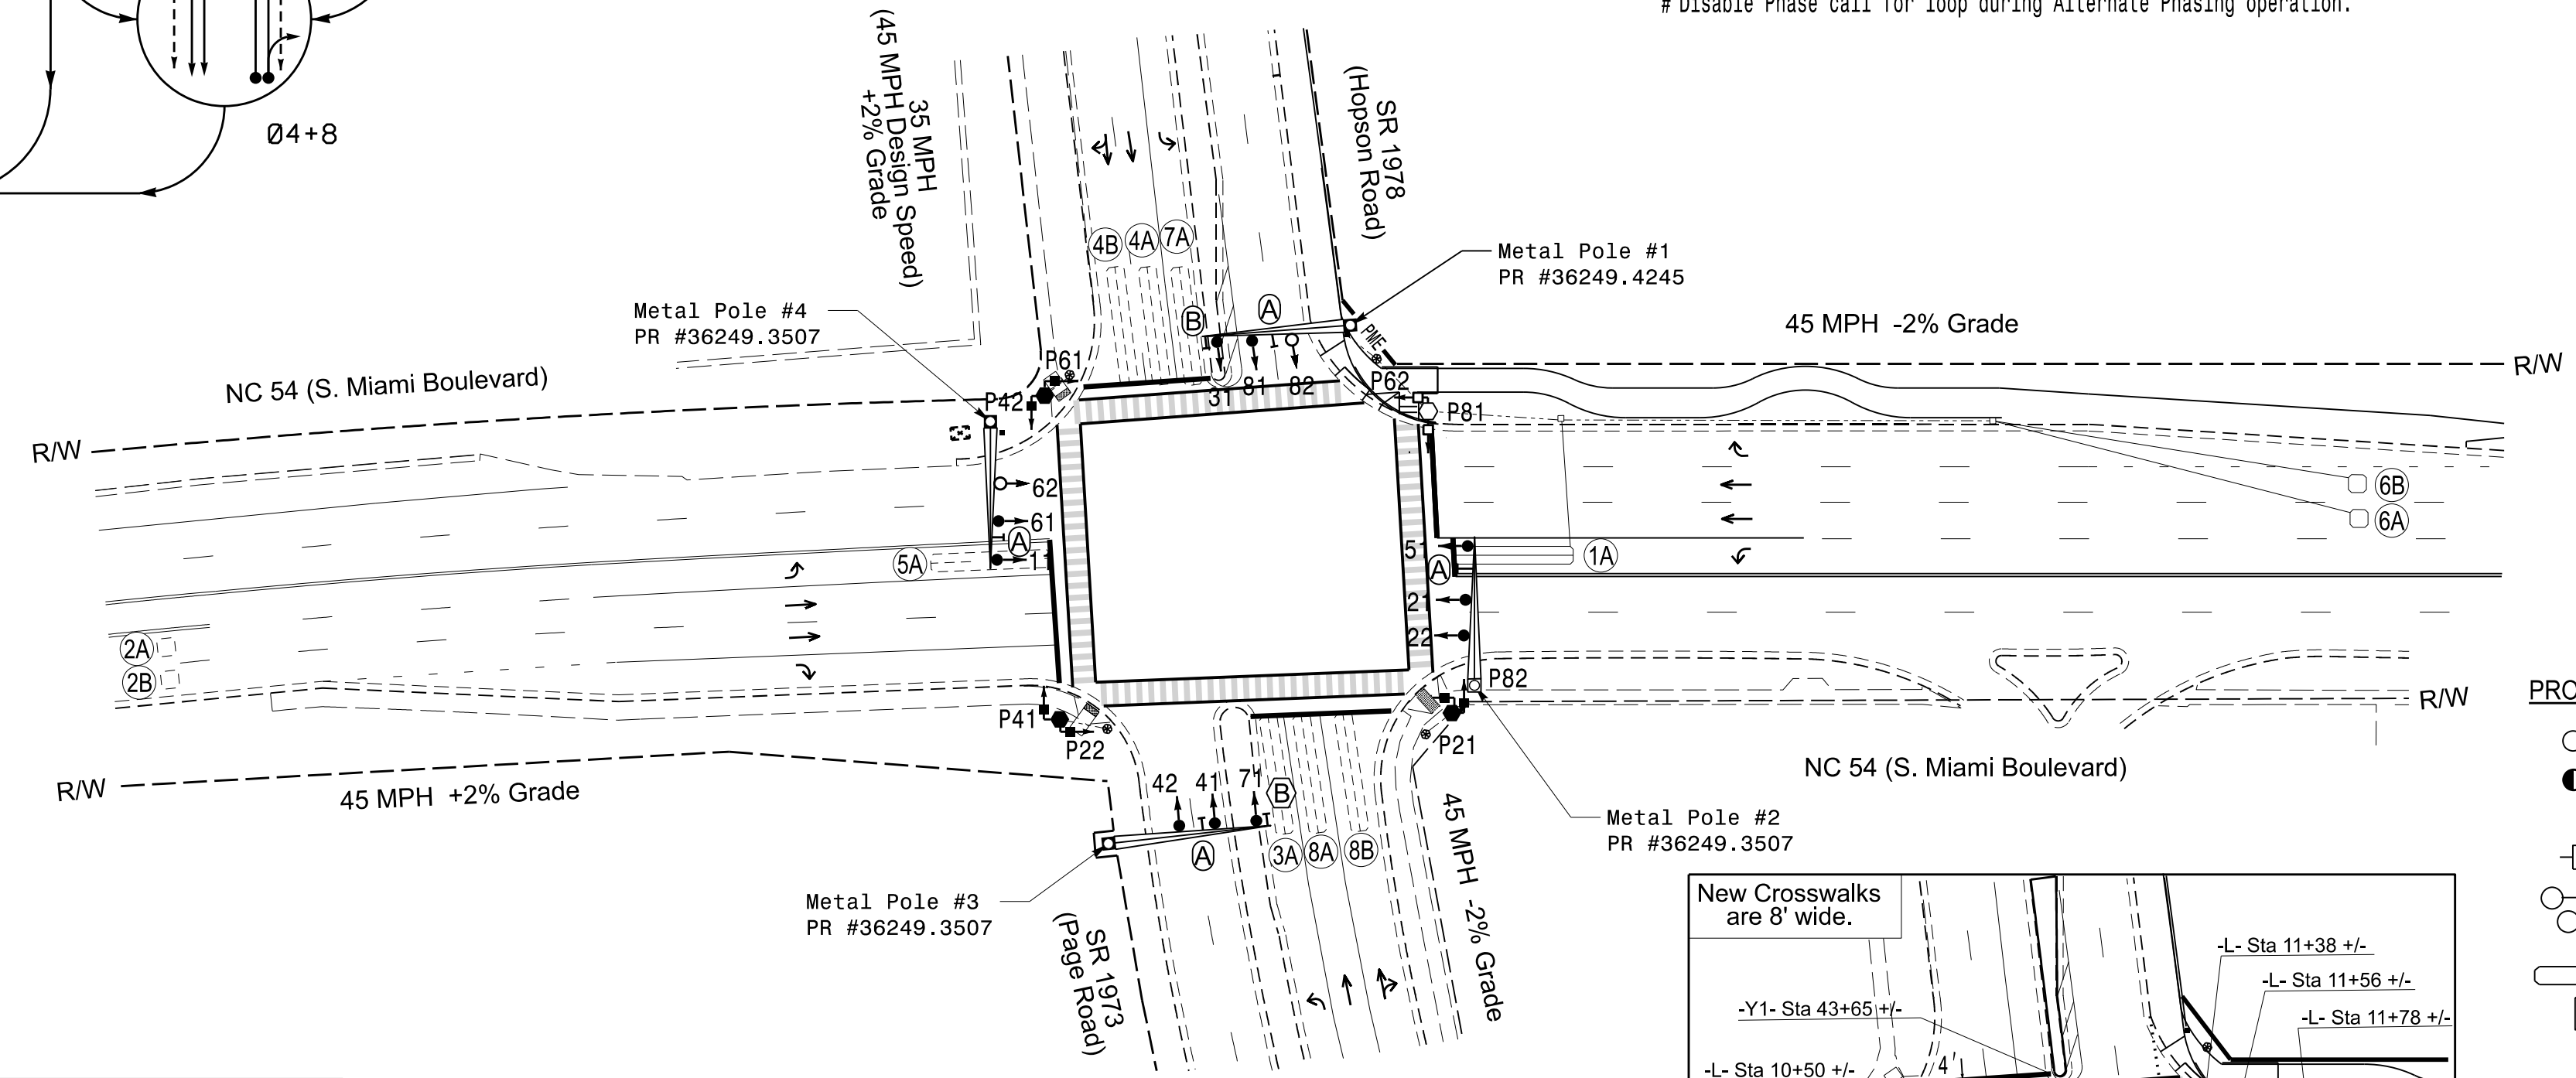 # Disable Phase call for loop during Alternate Phasing operation.
Ø4+8
35 MPH
(45 MPH Design Speed)
+2% Grade
SR 1978
(Hopson Road)
4B
4A
7A
Metal Pole #1
PR #36249.4245
Metal Pole #4
PR #36249.3507
B
A
PME
45 MPH -2% Grade
R/W
NC 54 (S. Miami Boulevard)
R/W
P61
P42
P62
P81
31
81
82
62
61
A
11
5A
51
A
1A
6B
6A
21
22
2A
2B
P82
P41
P22
P21
R/W
R/W
45 MPH +2% Grade
NC 54 (S. Miami Boulevard)
42
41
71
B
A
3A
8A
8B
45 MPH -2% Grade
Metal Pole #2
PR #36249.3507
Metal Pole #3
PR #36249.3507
SR 1973
(Page Road)
PRO
New Crosswalks
are 8' wide.
-L- Sta 11+38 +/-
-L- Sta 11+56 +/-
-L- Sta 11+78 +/-
-Y1- Sta 43+65 +/-
-L- Sta 10+50 +/-
4'